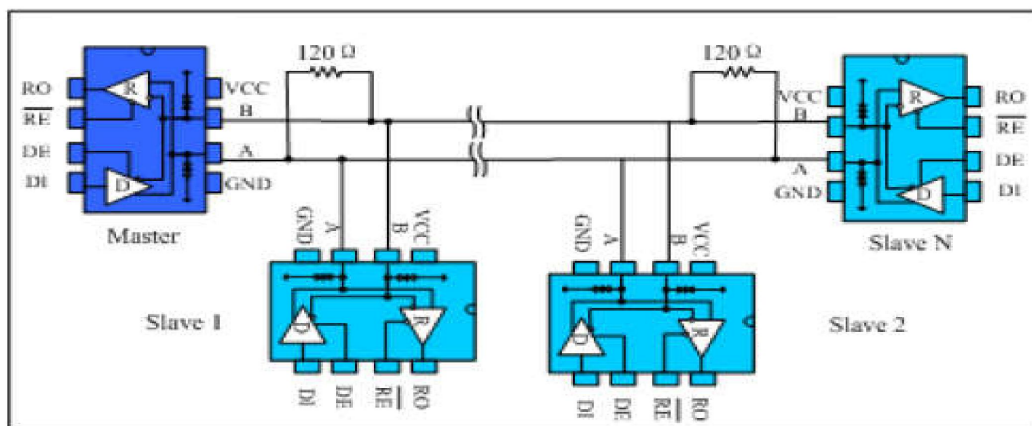 120 Ω
120 Ω
RO
RE
DE
DI
VCC
B
A
GND
Master
VCC
B
A
GND
RO
RE
DE
DI
Slave N
R
D
R
D
GND
A
B
VCC
GND
A
B
VCC
Slave 1
D
R
D
R
Slave 2
DI
DE
RE
RO
DI
DE
RE
RO